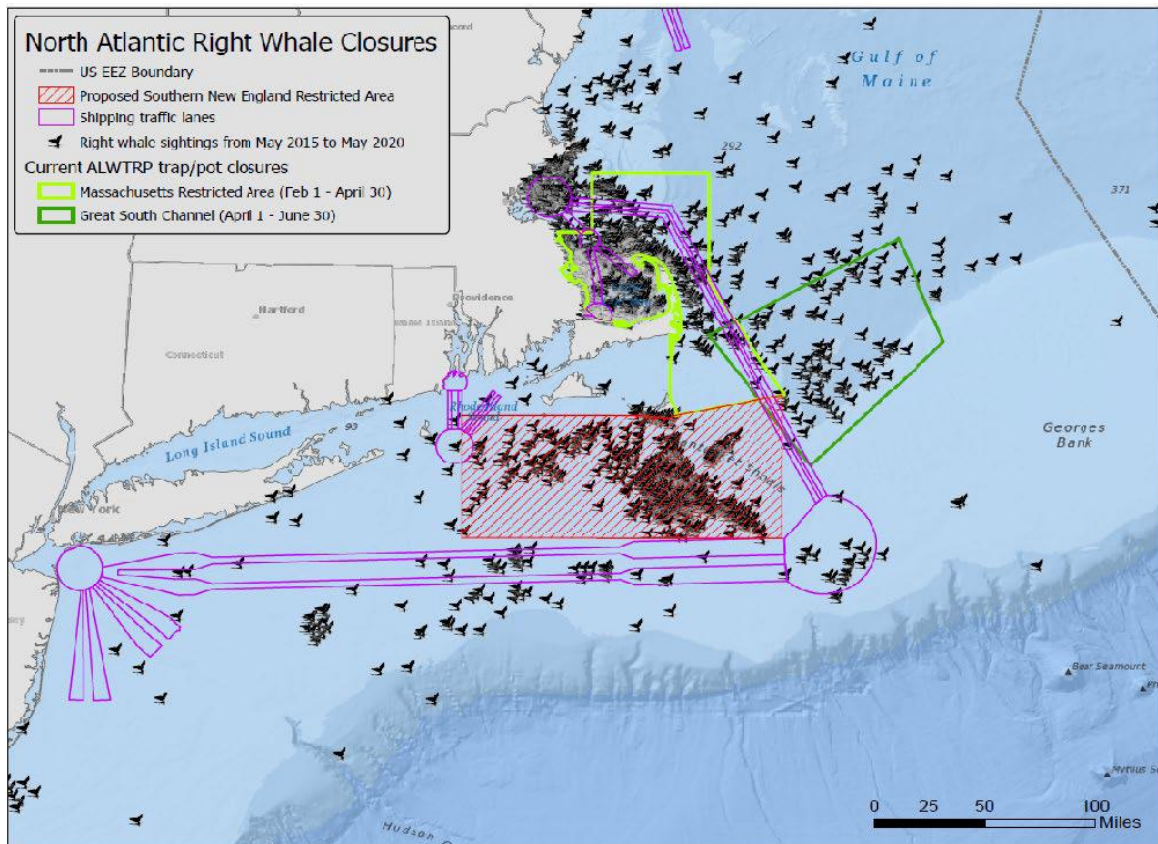 North Atlantic Right Whale Closures
US EEZ Boundary
Proposed Southern New England Restricted Area
Shipping traffic lanes
Right whale sightings from May 2015 to May 2020
Current ALWTRP trap/pot closures
Massachusetts Restricted Area (Feb 1 - April 30)
Great South Channel (April 1 - June 30)
Gulf of
Maine
292
371
Providence
Hartford
Connecticut
Long Island Sound
93
Georges
Bank
Bear Seamount
0 25 50 100
Miles
Hudson